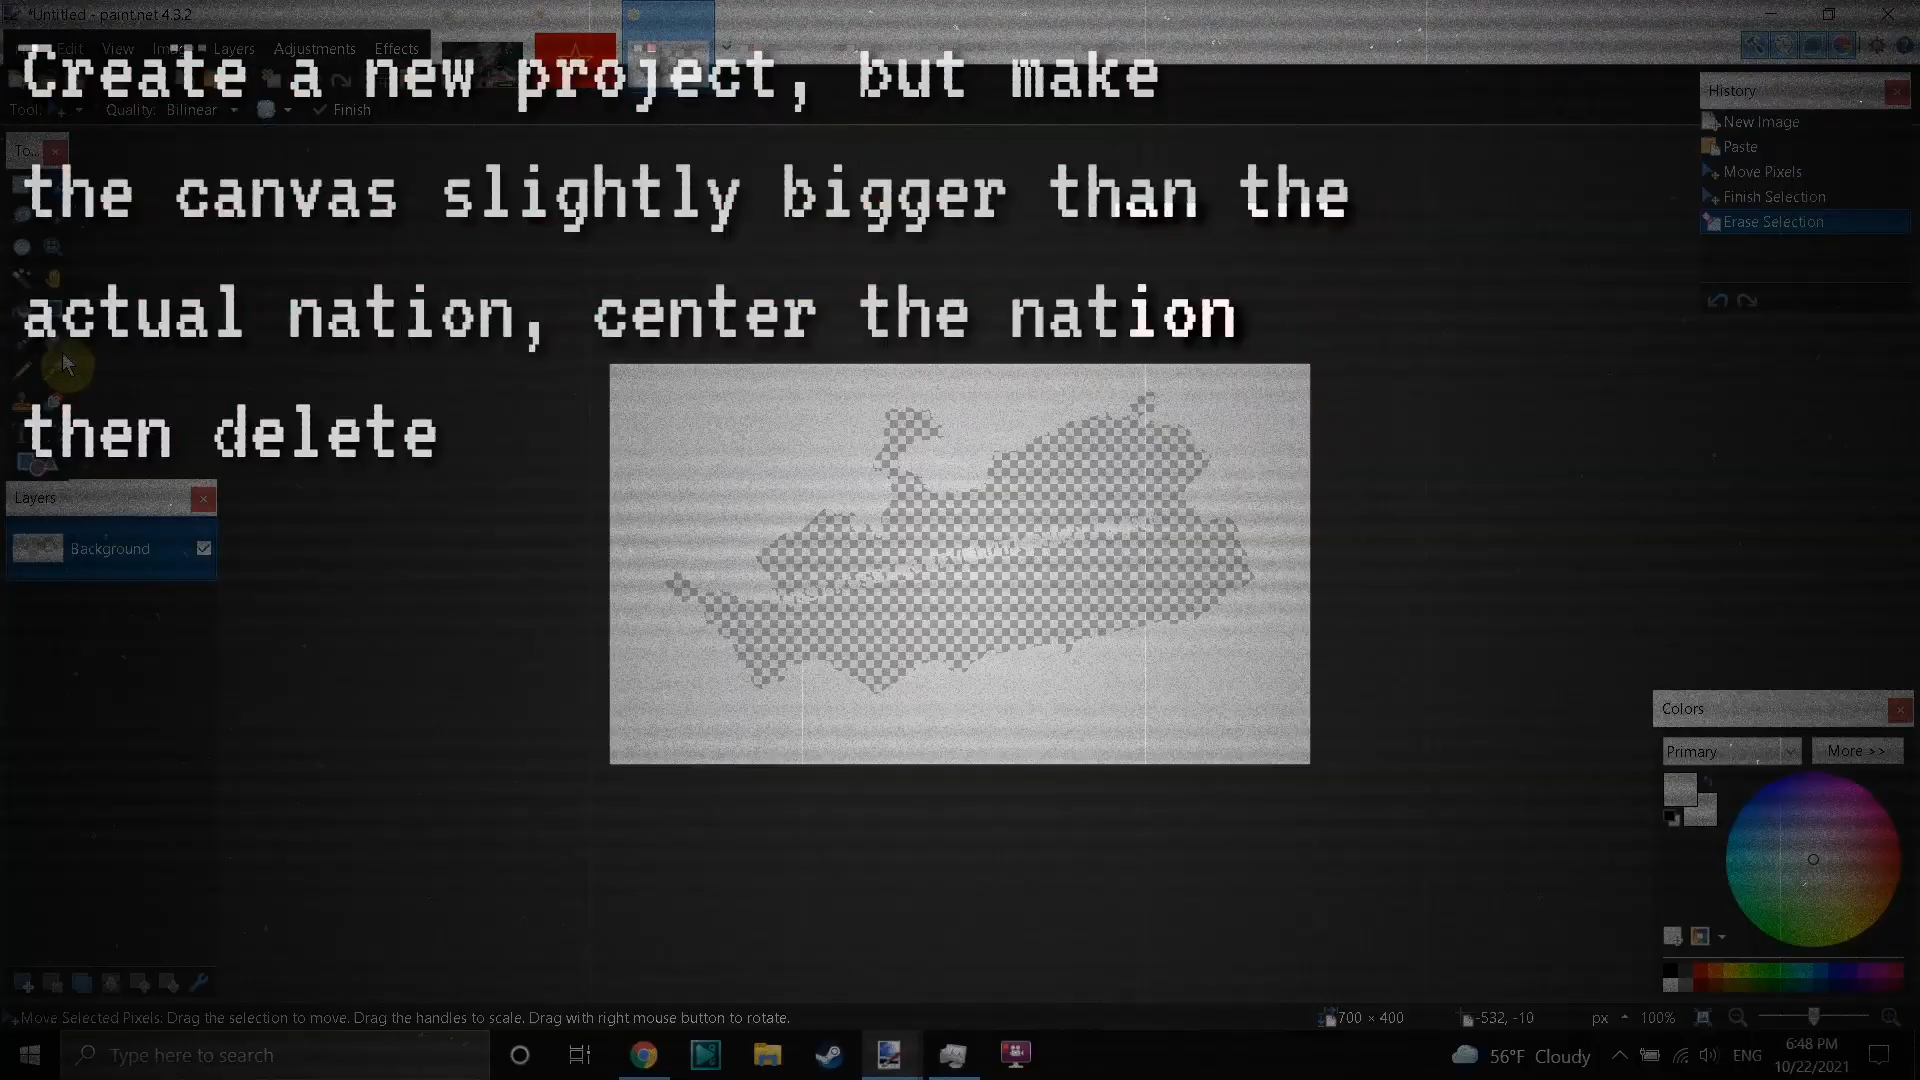 *Untitled - paint.net 4.3.2
Edit View Layers Adjustments Effects
Create a new project, but make
the canvas slightly bigger than the
actual nation, center the nation
then delete
Tool: Quality: Bilinear Finish
To...
Layers
Background
History
New Image
Paste
Move Pixels
Finish Selection
Erase Selection
Colors
Primary More >>
Move Selected Pixels: Drag the selection to move. Drag the handles to scale. Drag with right mouse button to rotate.
700 × 400 -532, -10 px 100%
Type here to search
56°F Cloudy ENG
6:48 PM
10/22/2021